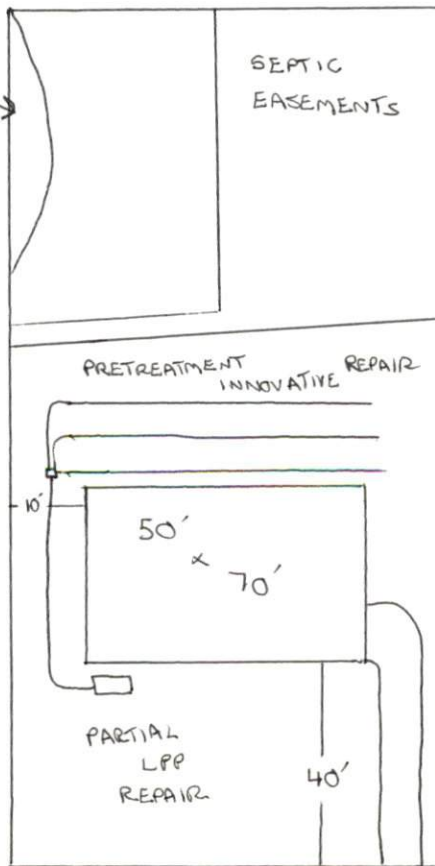 SEPTIC
EASEMENTS
PRETREATMENT
INNOVATIVE REPAIR
10'
50'
x
70'
PARTIAL
LPP
REPAIR
40'